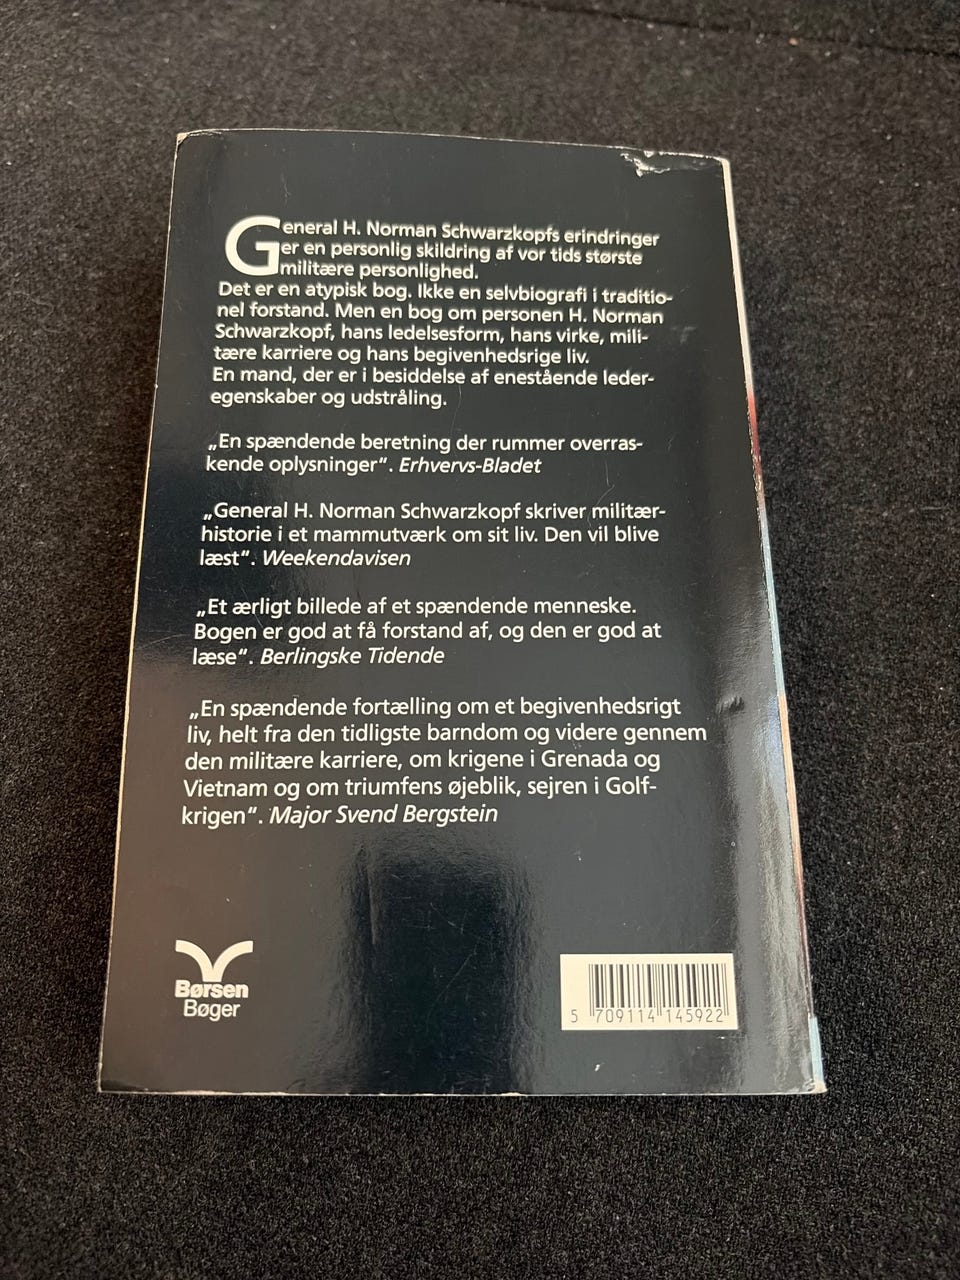 General H. Norman Schwarzkopfs erindringer
er en personlig skildring af vor tids største
militære personlighed.
Det er en atypisk bog. Ikke en selvbiografi i traditio-
nel forstand. Men en bog om personen H. Norman
Schwarzkopf, hans ledelsesform, hans virke, mili-
tære karriere og hans begivenhedsrige liv.
En mand, der er i besiddelse af enestående leder-
egenskaber og udstråling.
„En spændende beretning der rummer overras-
kende oplysninger“. Erhvervs-Bladet
„General H. Norman Schwarzkopf skriver militær-
historie i et mammutværk om sit liv. Den vil blive
læst“. Weekendavisen
„Et ærligt billede af et spændende menneske.
Bogen er god at få forstand af, og den er god at
læse“. Berlingske Tidende
„En spændende fortælling om et begivenhedsrigt
liv, helt fra den tidligste barndom og videre gennem
den militære karriere, om krigene i Grenada og
Vietnam og om triumfens øjeblik, sejren i Golf-
krigen“. Major Svend Bergstein
Børsen
Bøger
5 709114 145922